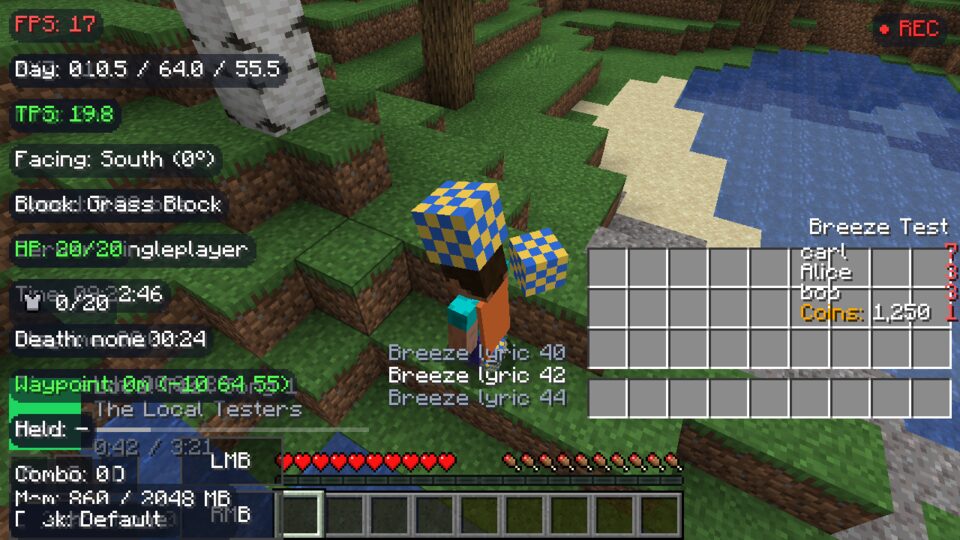 FPS: 17
REC
Day: 010.5 / 64.0 / 55.5
TPS: 19.8
Facing: South (0°)
Block: Grass Block
HP: 20/20 ingleplayer
Breeze Test
carl 7
Alice 3
bob 3
Coins: 1,250 1
0/20 2:46
Death: none 00:24
Breeze lyric 40
Breeze lyric 42
Breeze lyric 44
Waypoint: 0m (-10 64 55)
The Local Testers
Held: -
0:42 / 3:21
LMB
Combo: 0
Mem: 860 / 2048 MB
Default
RMB